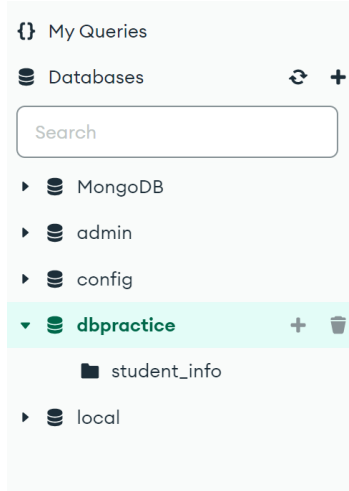 My Queries
Databases
Search
MongoDB
admin
config
dbpractice
student_info
local